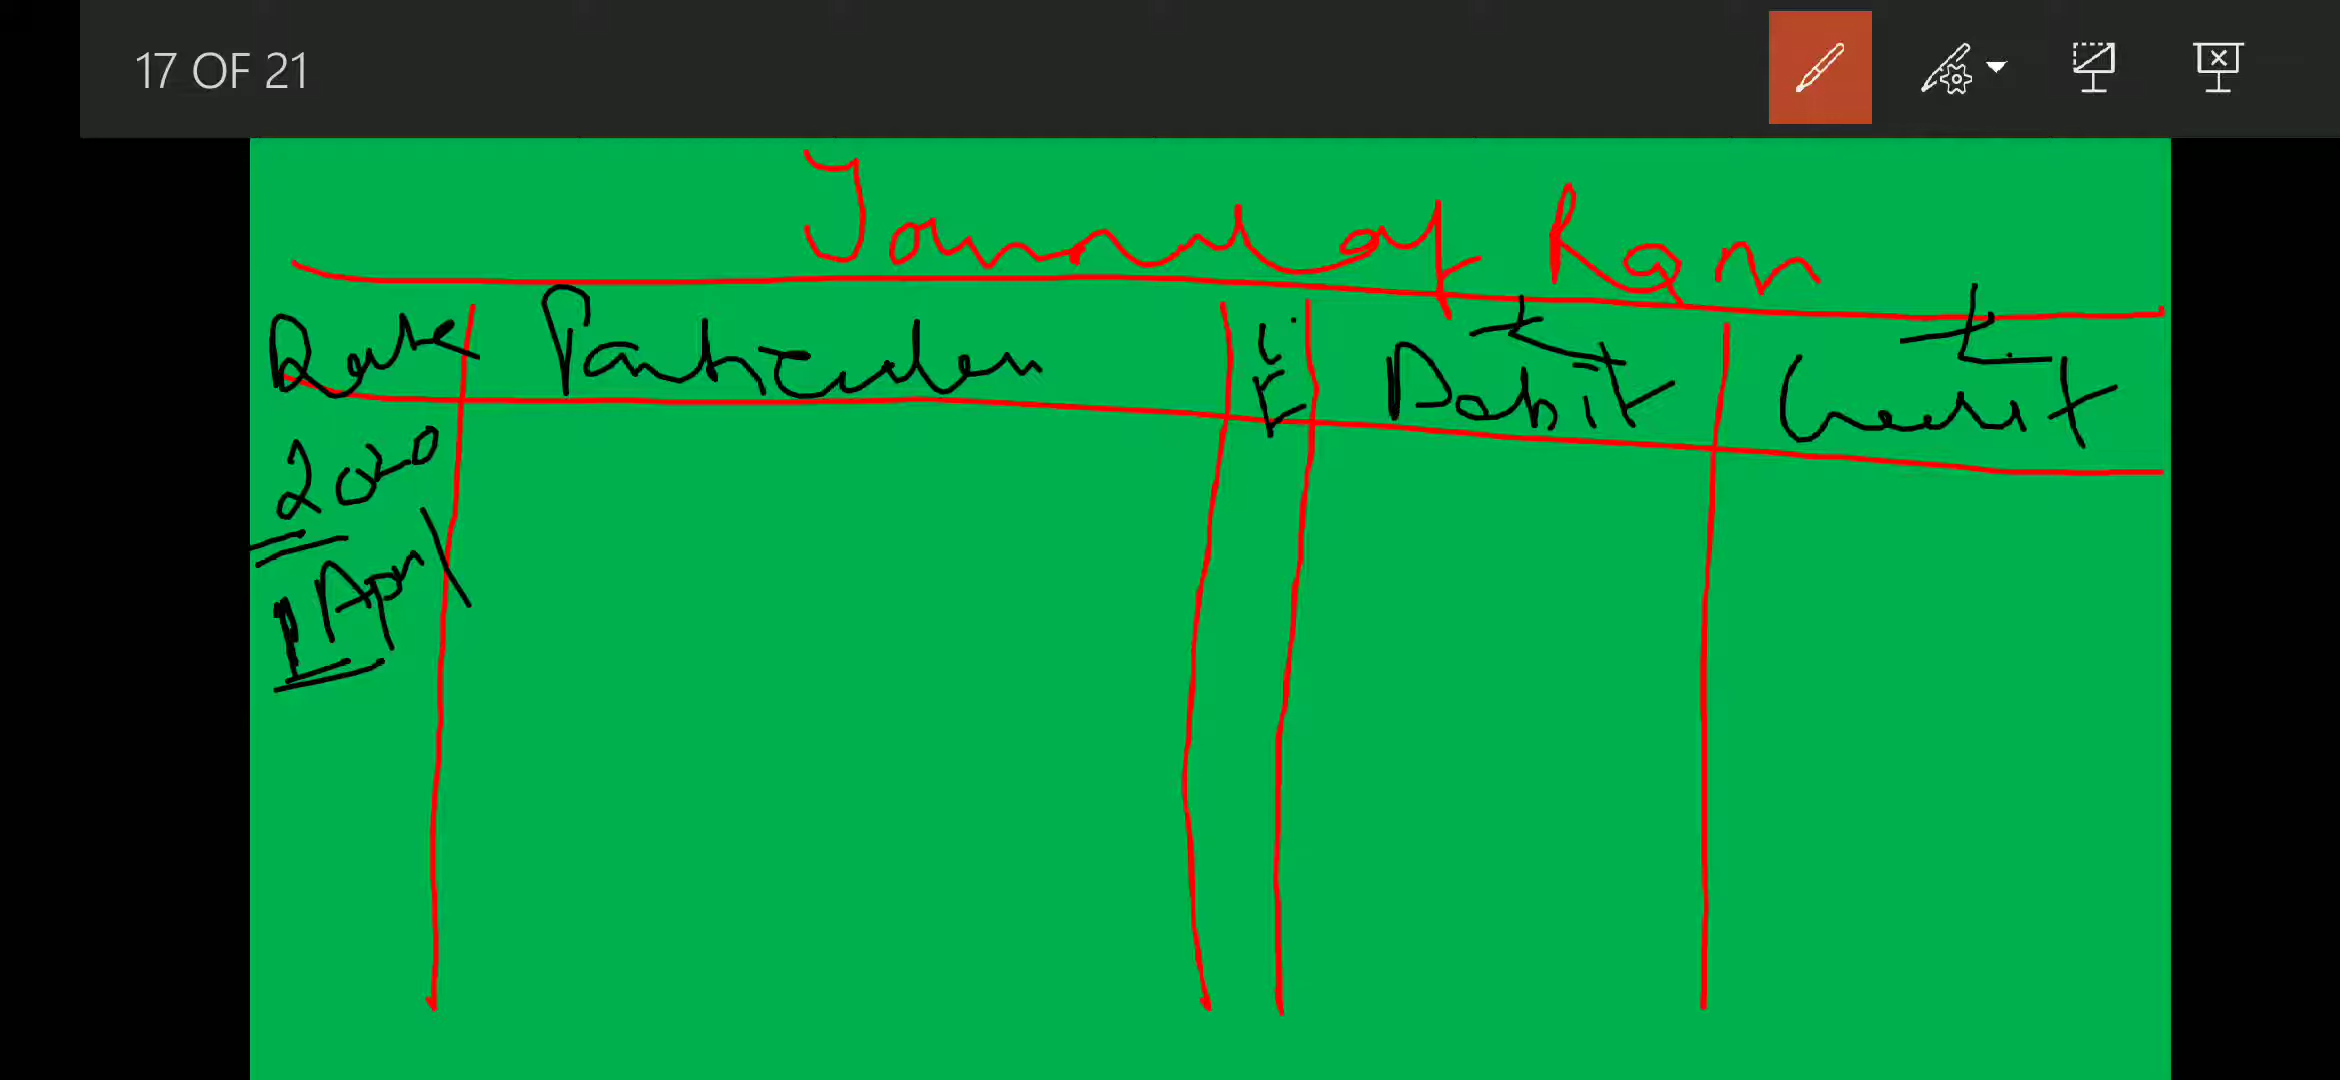 17 OF 21
Journal of Ram
Date Particulars L.F. Debit Credit
2020
1 April